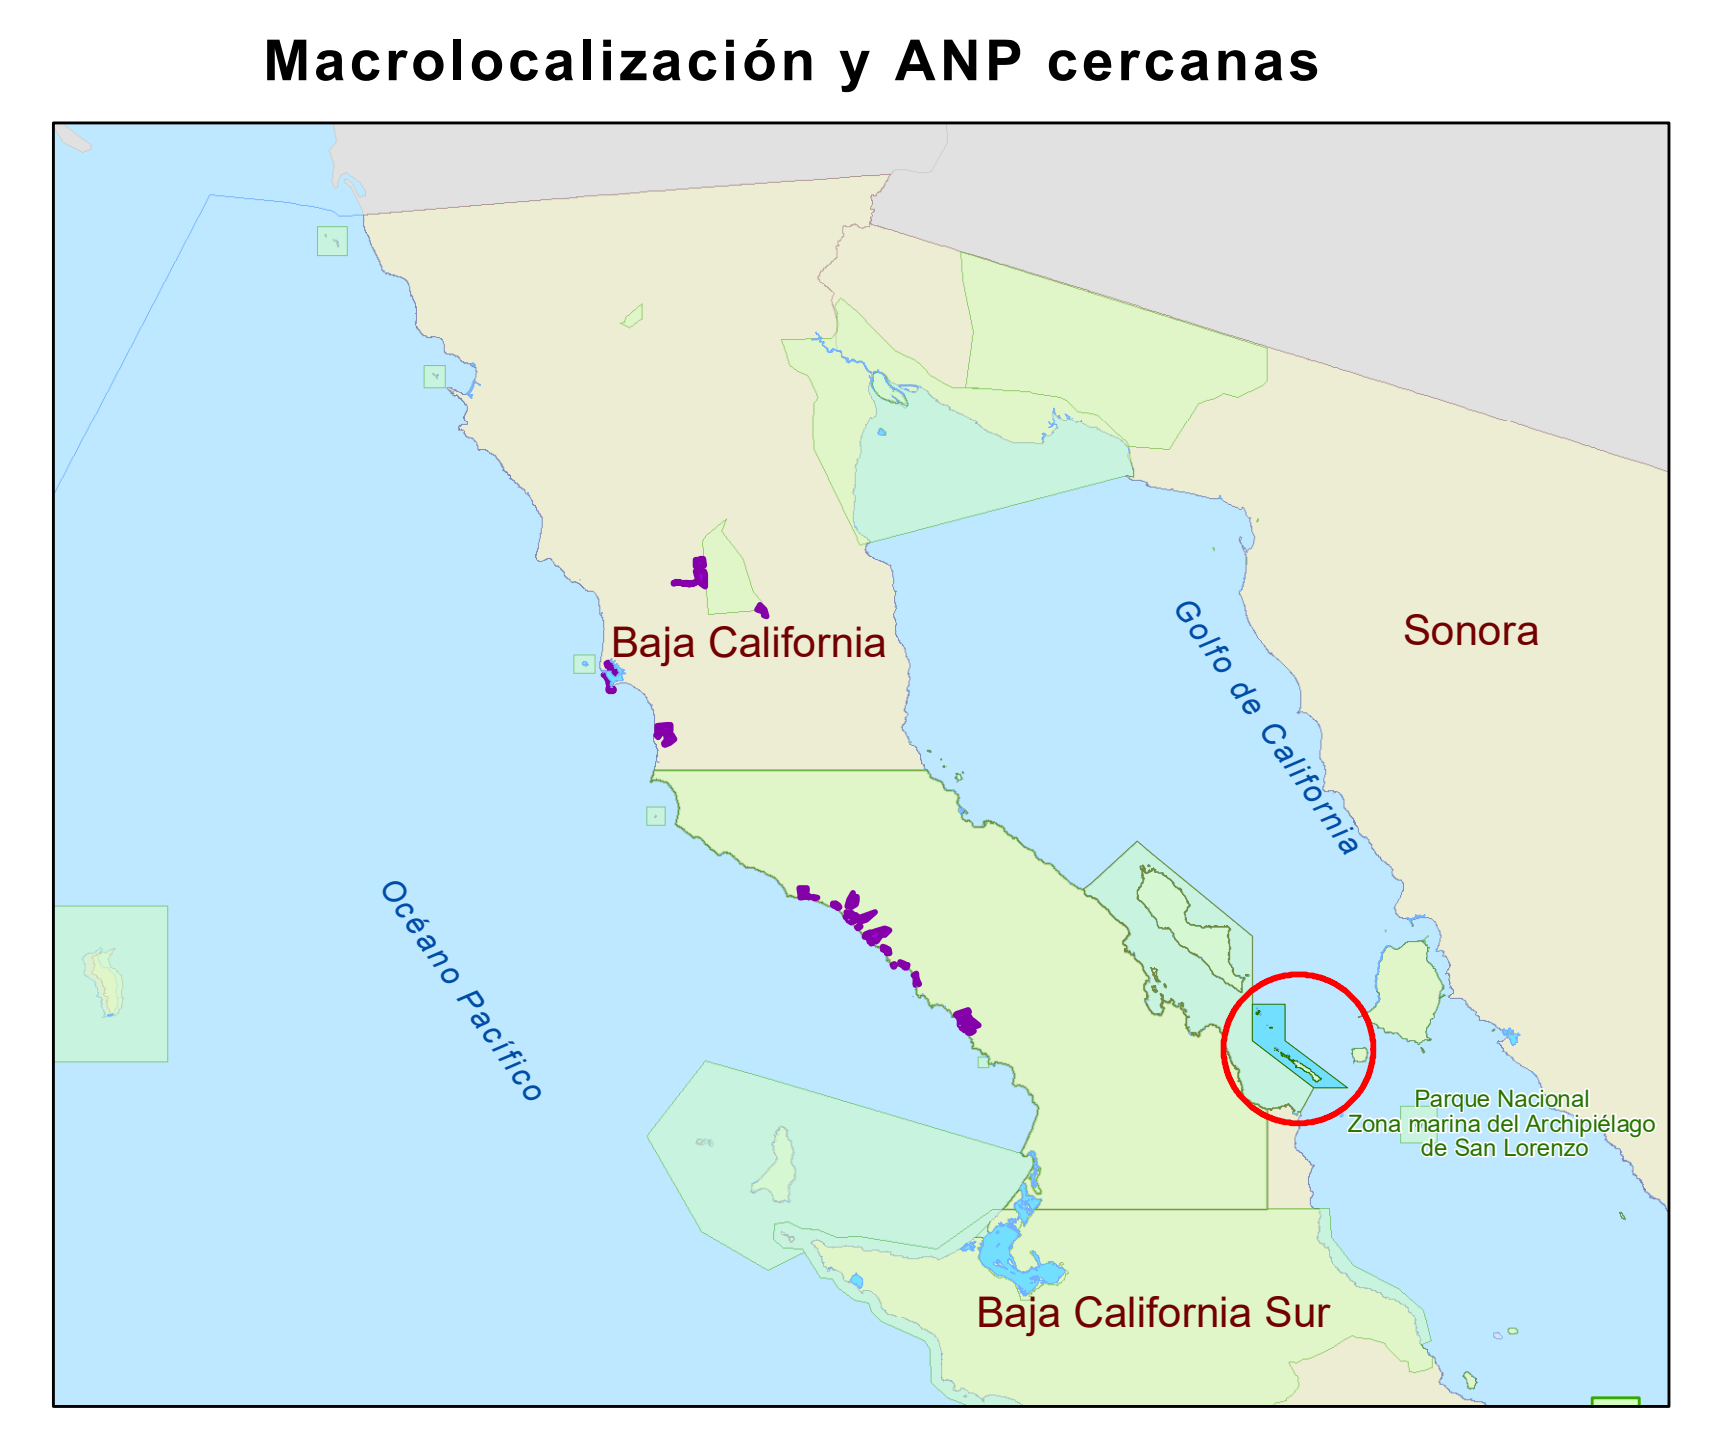 Macrolocalización y ANP cercanas
Baja California
Sonora
Golfo de California
Océano Pacífico
Parque Nacional
Zona marina del Archipiélago
de San Lorenzo
Baja California Sur